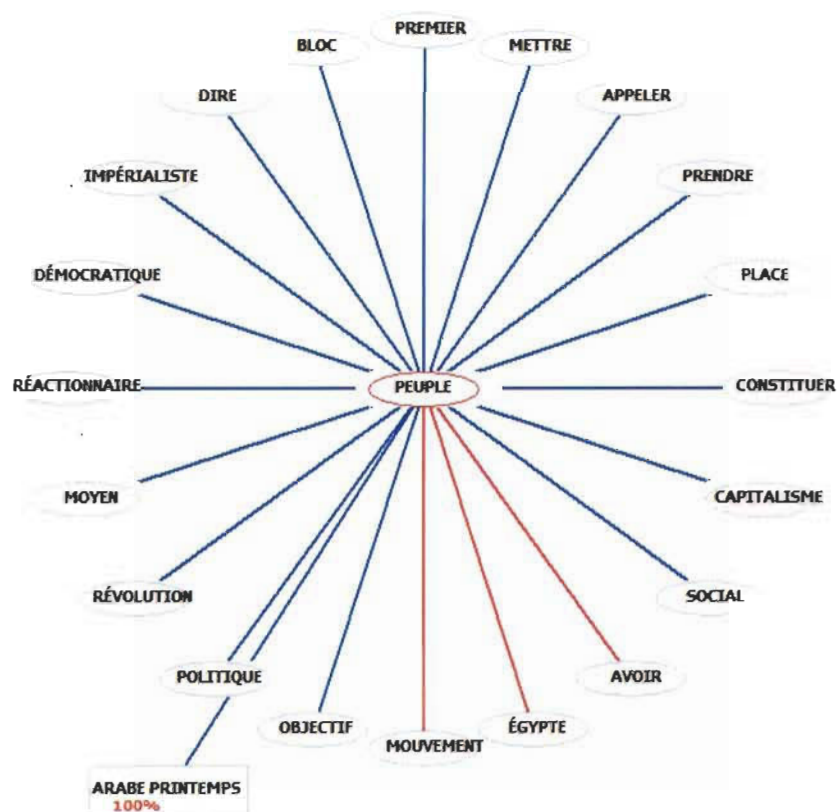 PREMIER
BLOC
METTRE
DIRE
APPELER
IMPÉRIALISTE
PRENDRE
DÉMOCRATIQUE
PLACE
RÉACTIONNAIRE
PEUPLE
CONSTITUER
MOYEN
CAPITALISME
RÉVOLUTION
SOCIAL
POLITIQUE
AVOIR
OBJECTIF
ÉGYPTE
MOUVEMENT
ARABE PRINTEMPS
100%